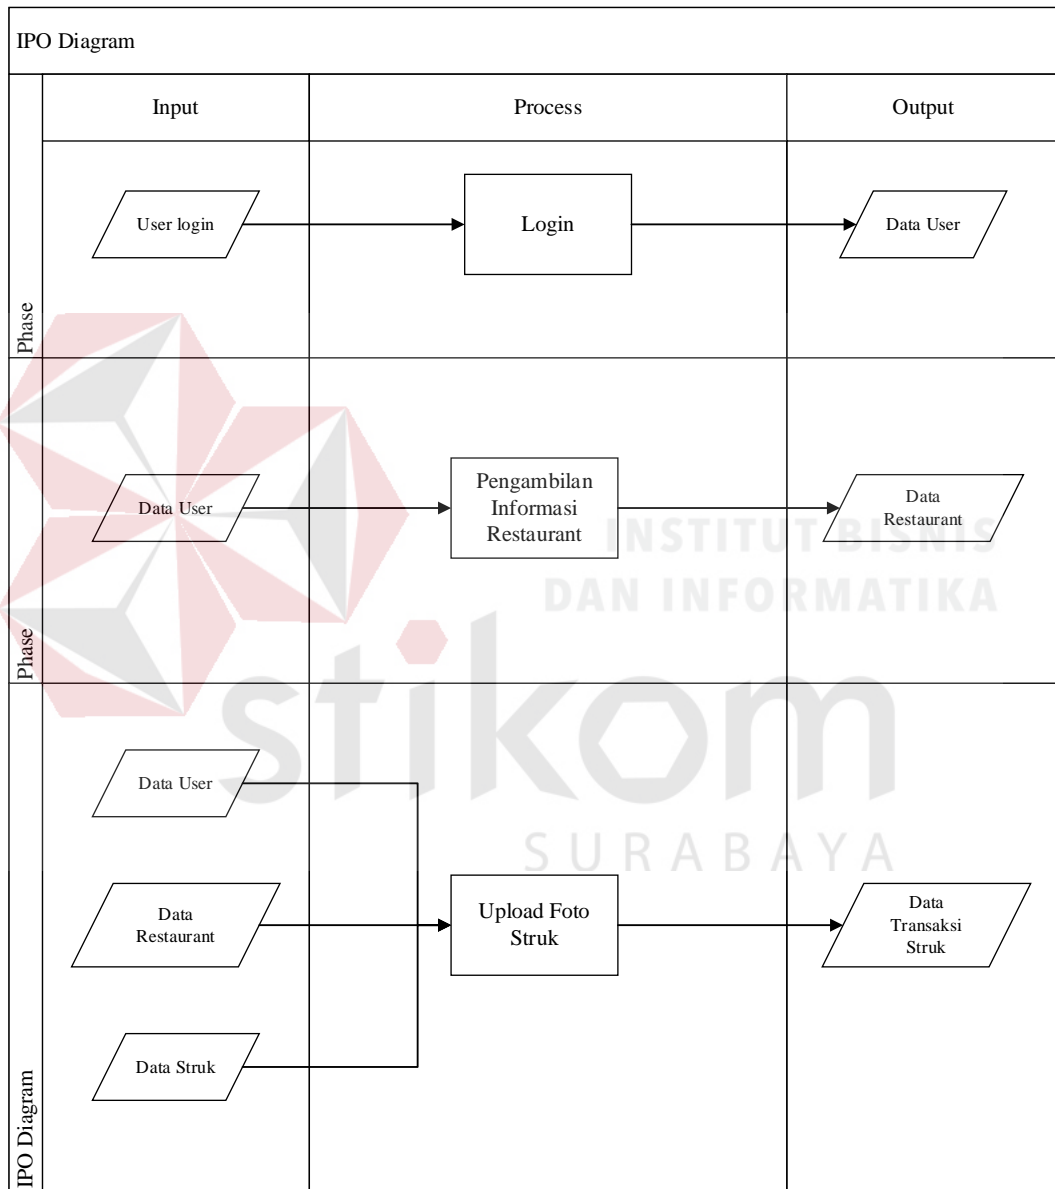 IPO Diagram
Input
Process
Output
Phase
User login
Login
Data User
Phase
Data User
Pengambilan
Informasi
Restaurant
Data
Restaurant
INSTITUT BISNIS
DAN INFORMATIKA
stikom
SURABAYA
IPO Diagram
Data User
Data
Restaurant
Data Struk
Upload Foto
Struk
Data
Transaksi
Struk